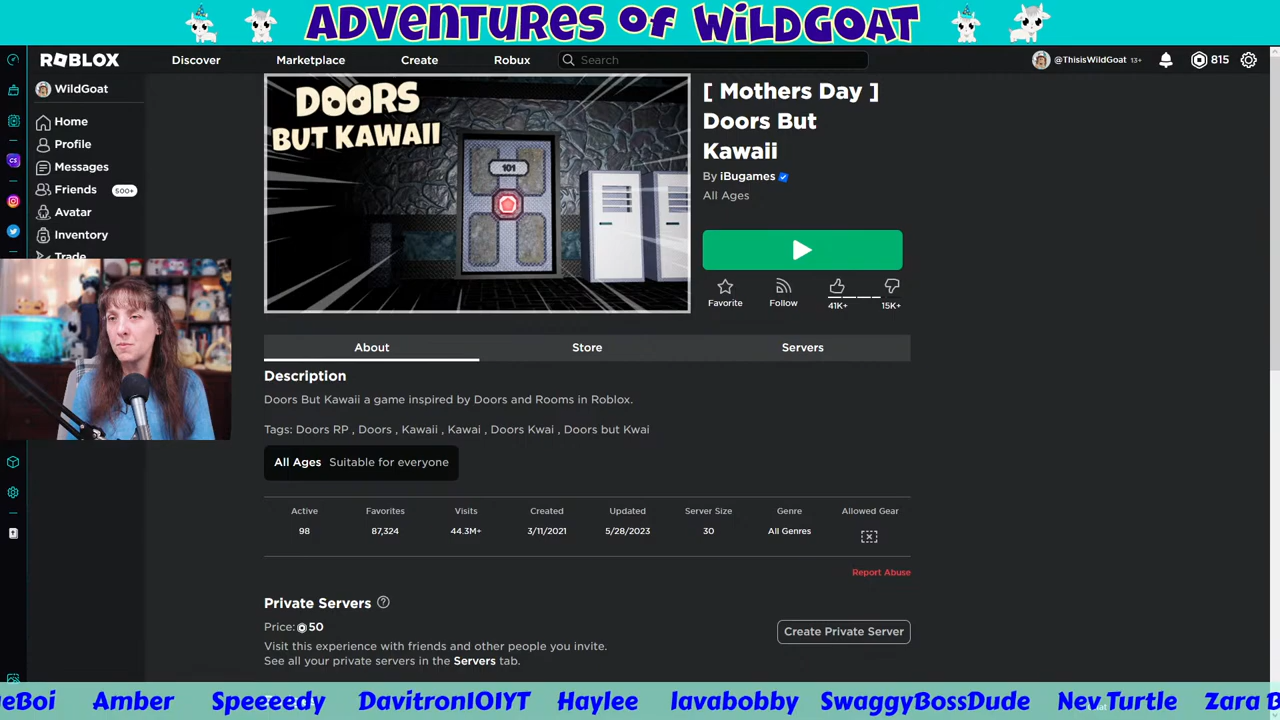 ADVENTURES OF WILDGOAT
ROBLOX
Discover
Marketplace
Create
Robux
Search
@ThisisWildGoat 13+
815
WildGoat
Home
Profile
Messages
Friends
500+
Avatar
Inventory
Trade
CS
DOORS
BUT KAWAII
101
[ Mothers Day ]
Doors But
Kawaii
By iBugames
All Ages
Favorite
Follow
41K+
15K+
About
Store
Servers
Description
Doors But Kawaii a game inspired by Doors and Rooms in Roblox.
Tags: Doors RP , Doors , Kawaii , Kawai , Doors Kwai , Doors but Kwai
All Ages Suitable for everyone
Active Favorites Visits Created Updated Server Size Genre Allowed Gear
98 87,324 44.3M+ 3/11/2021 5/28/2023 30 All Genres
Report Abuse
Private Servers
Price: 50
Create Private Server
Visit this experience with friends and other people you invite.
See all your private servers in the Servers tab.
eBoi Amber Speeeedy Davitron101YT Haylee lavabobby SwaggyBossDude Nev Turtle Zara B